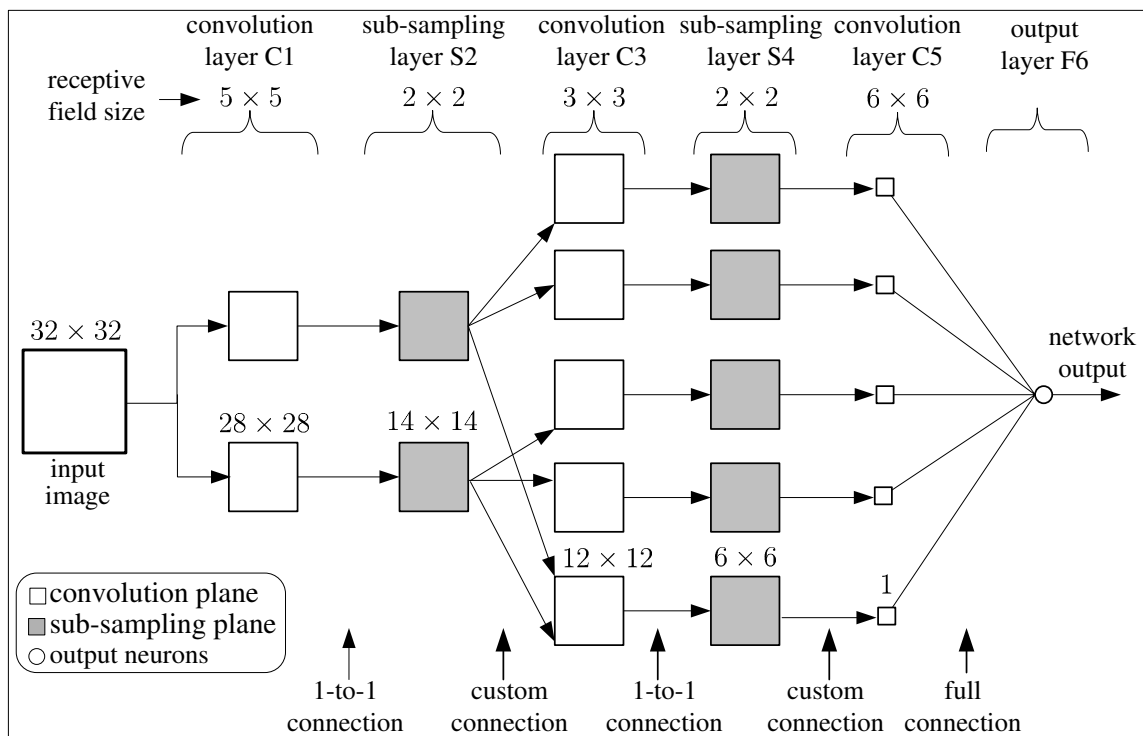 convolution
layer C1
sub-sampling
layer S2
convolution
layer C3
sub-sampling
layer S4
convolution
layer C5
output
layer F6
receptive
field size
5 × 5
2 × 2
3 × 3
2 × 2
6 × 6
32 × 32
input
image
28 × 28
14 × 14
12 × 12
6 × 6
1
network
output
convolution plane
sub-sampling plane
output neurons
1-to-1
connection
custom
connection
1-to-1
connection
custom
connection
full
connection